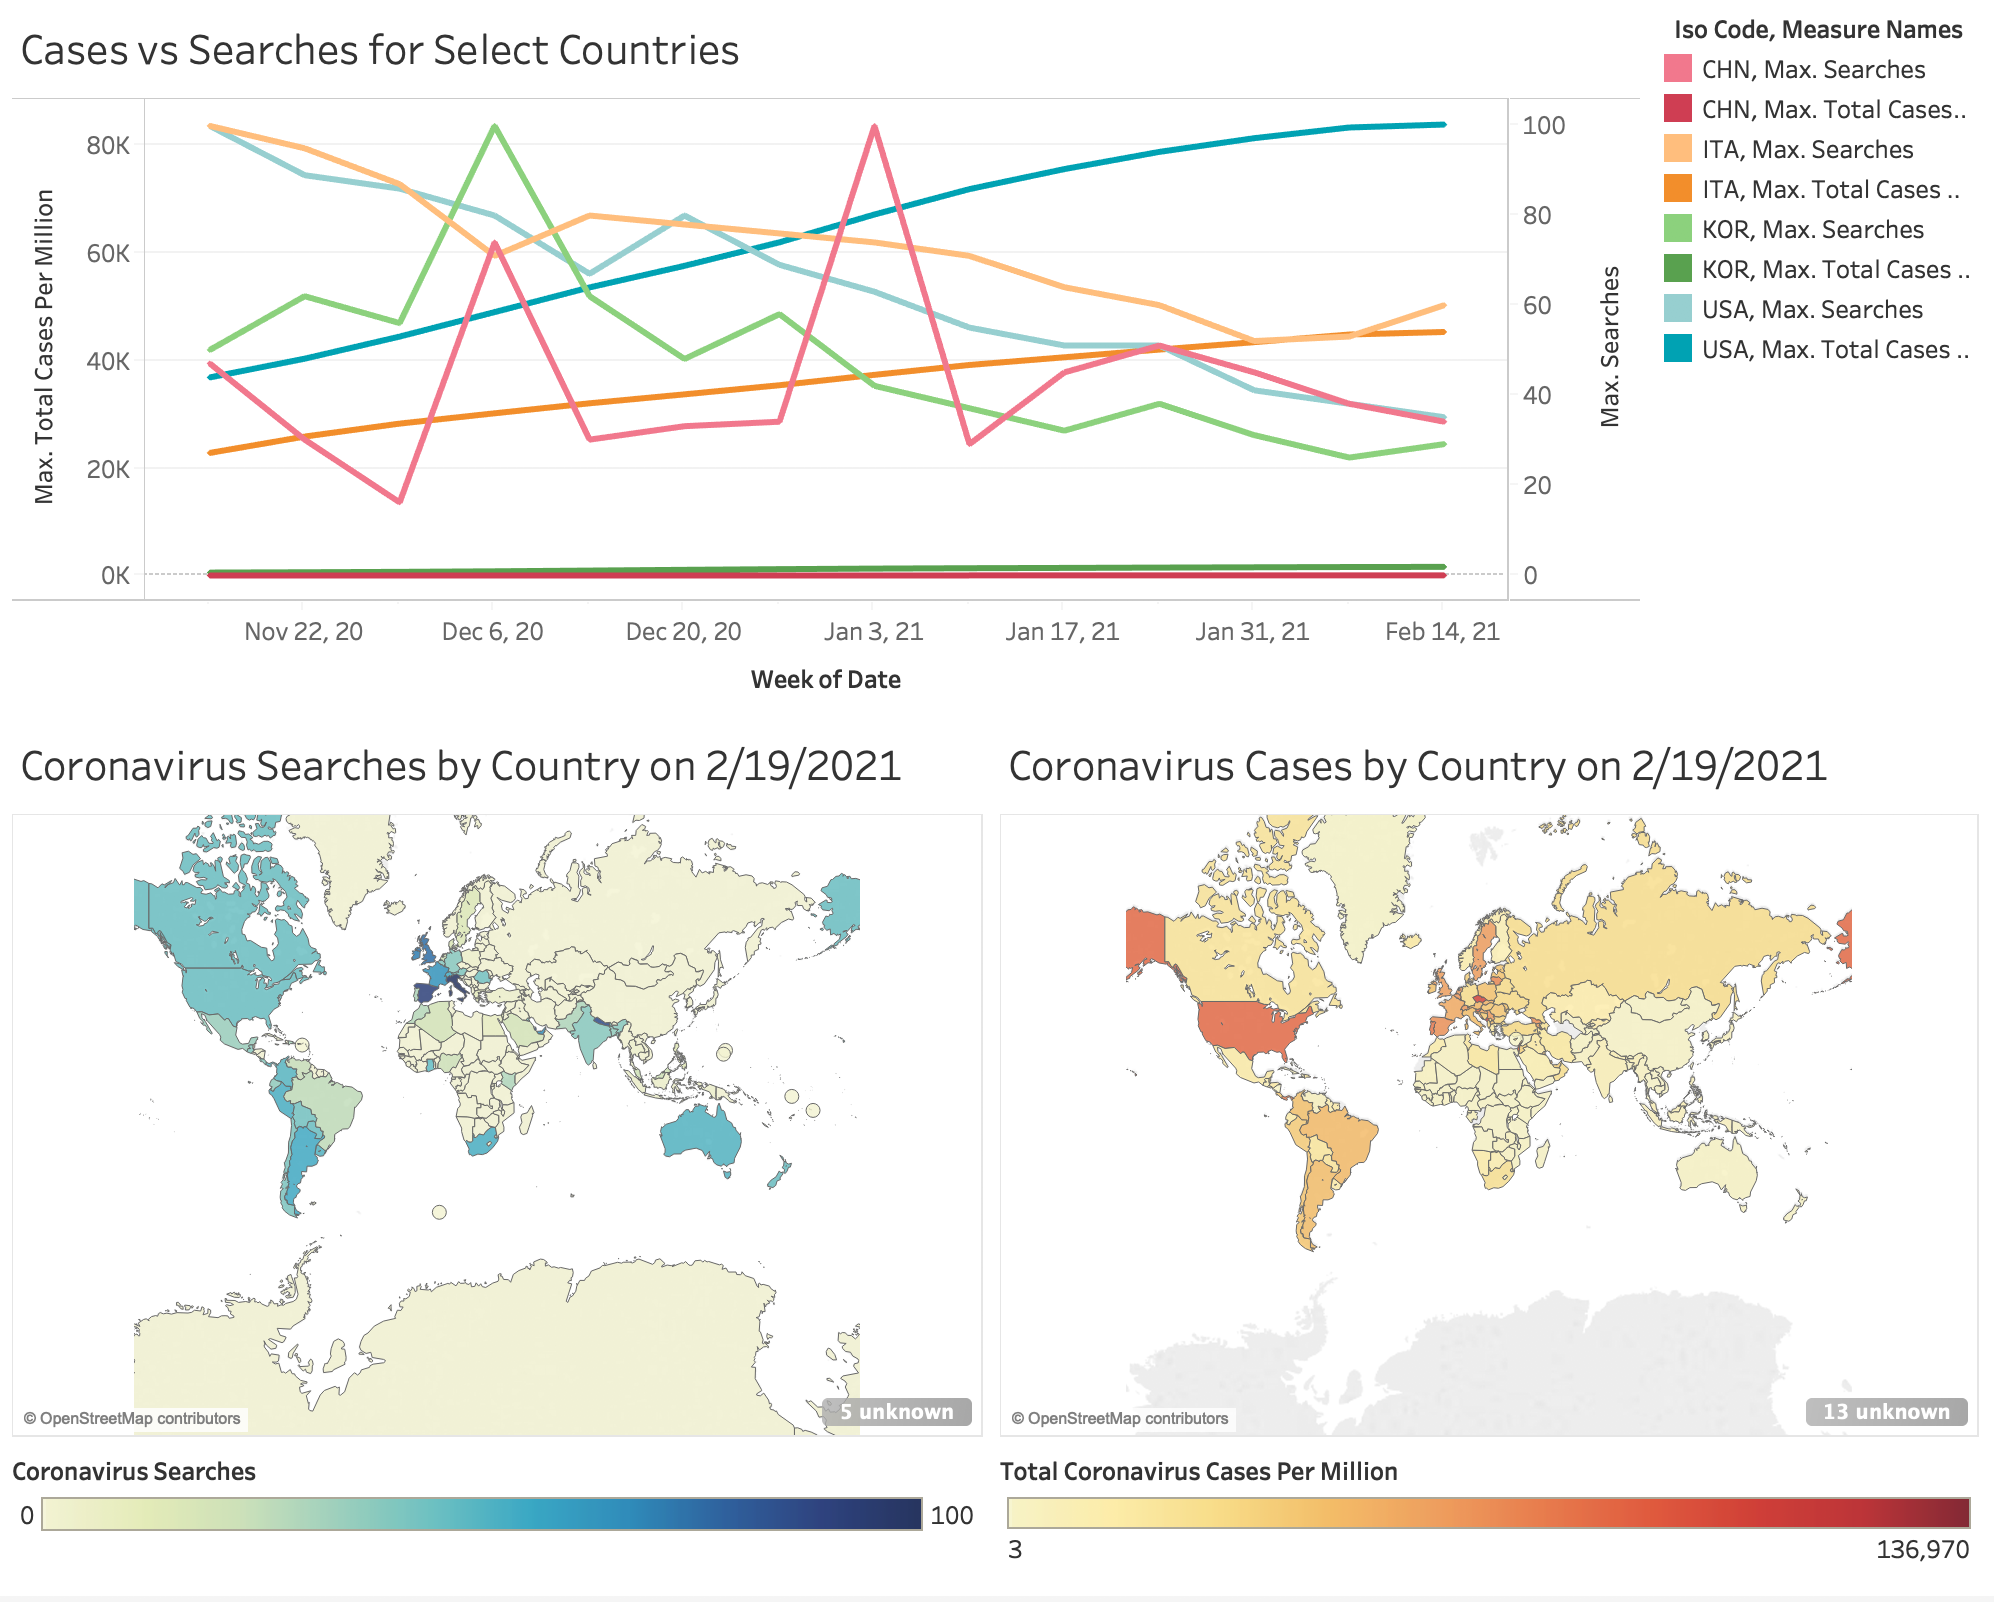 Cases vs Searches for Select Countries
Iso Code, Measure Names
CHN, Max. Searches
CHN, Max. Total Cases..
ITA, Max. Searches
ITA, Max. Total Cases ..
KOR, Max. Searches
KOR, Max. Total Cases ..
USA, Max. Searches
USA, Max. Total Cases ..
Max. Total Cases Per Million
80K
60K
40K
20K
0K
100
80
60
40
20
0
Max. Searches
Nov 22, 20
Dec 6, 20
Dec 20, 20
Jan 3, 21
Jan 17, 21
Jan 31, 21
Feb 14, 21
Week of Date
Coronavirus Searches by Country on 2/19/2021
© OpenStreetMap contributors
5 unknown
Coronavirus Searches
0
100
Coronavirus Cases by Country on 2/19/2021
© OpenStreetMap contributors
13 unknown
Total Coronavirus Cases Per Million
3
136,970